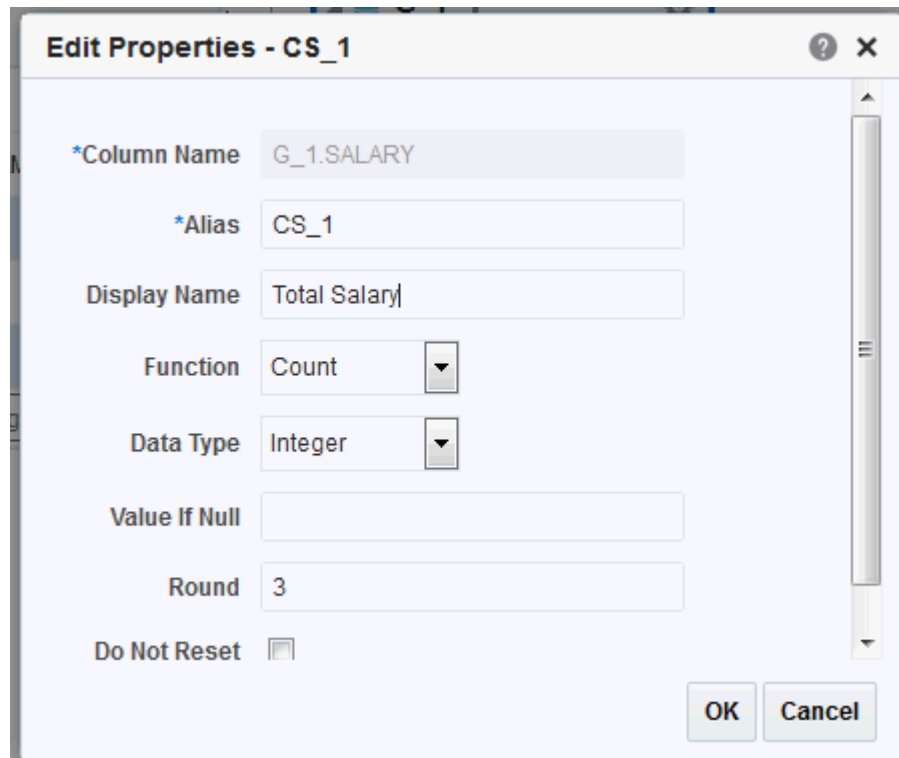 Edit Properties - CS_1
*Column Name G_1.SALARY
*Alias CS_1
Display Name Total Salary
Function Count
Data Type Integer
Value If Null
Round 3
Do Not Reset
OK Cancel